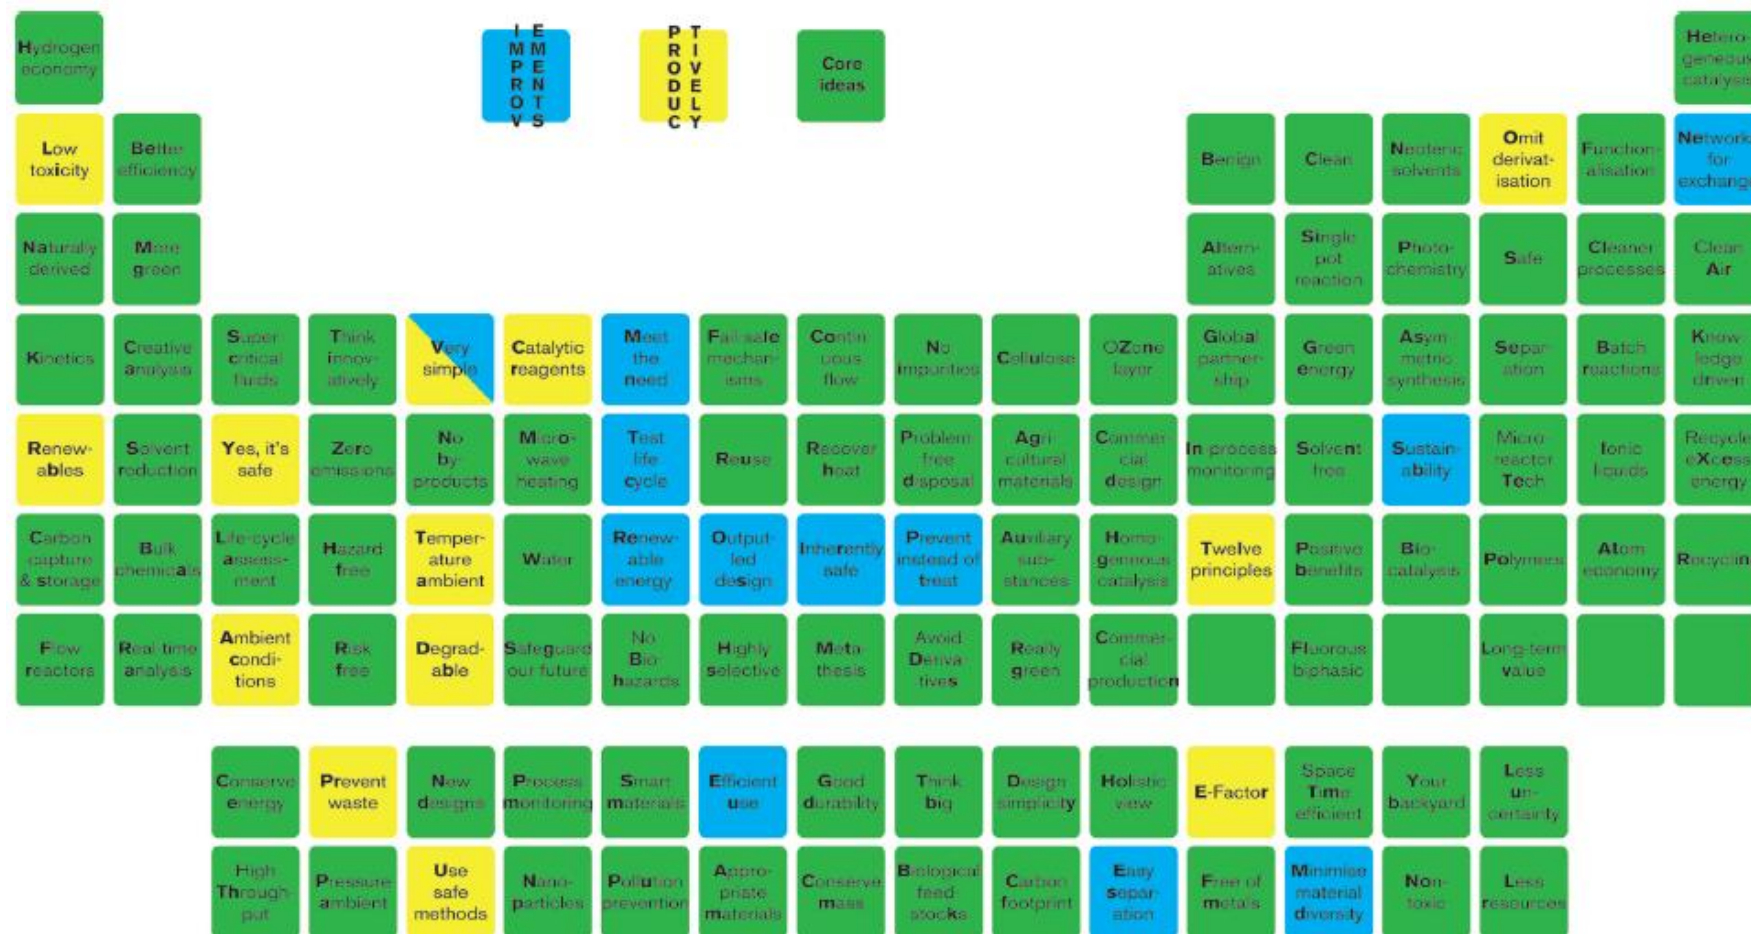 Hydrogen
economy
IMPROV
EMENTS
PRODUC
TIVELY
Core
ideas
Hetero-
geneous
catalysis
Low
toxicity
Better
efficiency
Benign
Clean
Neoteric
solvents
Omit
derivat-
isation
Function-
alisation
Network
for
exchang
Naturally
derived
More
green
Altern-
atives
Single
pot
reaction
Photo-
chemistry
Safe
Cleaner
processes
Clean
Air
Kinetics
Creative
analysis
Super-
critical
fluids
Think
innov-
atively
Very
simple
Catalytic
reagents
Meet
the
need
Fail-safe
mechan-
isms
Contin-
uous
flow
No
impurities
Cellulose
OZone
layer
Global
partner-
ship
Green
energy
Asym-
metric
synthesis
Separ-
ation
Batch
reactions
Know-
ledge
driven
Renew-
ables
Solvent
reduction
Yes, it's
safe
Zero
emissions
No
by-
products
Micro-
wave
heating
Test
life
cycle
Reuse
Recover
heat
Problem
free
disposal
Agri-
cultural
materials
Commer-
cial
design
In process
monitoring
Solvent
free
Sustain-
ability
Micro-
reactor
Tech
Ionic
liquids
Recycle
eXcess
energy
Carbon
capture
& storage
Bulk
chemicals
Life-cycle
assess-
ment
Hazard
free
Temper-
ature
ambient
Water
Renew-
able
energy
Output-
led
design
Inherently
safe
Prevent
instead of
treat
Auxiliary
sub-
stances
Homo-
genous
catalysis
Twelve
principles
Positive
benefits
Bio-
catalysis
Polymers
Atom
economy
Recyclin
Flow
reactors
Real-time
analysis
Ambient
condi-
tions
Risk
free
Degrad-
able
Safeguard
our future
No
Bio-
hazards
Highly
selective
Meta-
thesis
Avoid
Deriva-
tives
Really
green
Commer-
cial
production
Fluorous
biphasic
Long-term
value
Conserve
energy
Prevent
waste
New
designs
Process
monitoring
Smart
materials
Efficient
use
Good
durability
Think
big
Design
simplicity
Holistic
view
E-Factor
Space
Time
efficient
Your
backyard
Less
un-
certainty
High
Through-
put
Pressure
ambient
Use
safe
methods
Nano-
particles
Pollution
prevention
Appro-
priate
materials
Conserve
mass
Biological
feed-
stocks
Carbon
footprint
Easy
separ-
ation
Free of
metals
Minimise
material
diversity
Non-
toxic
Less
resources